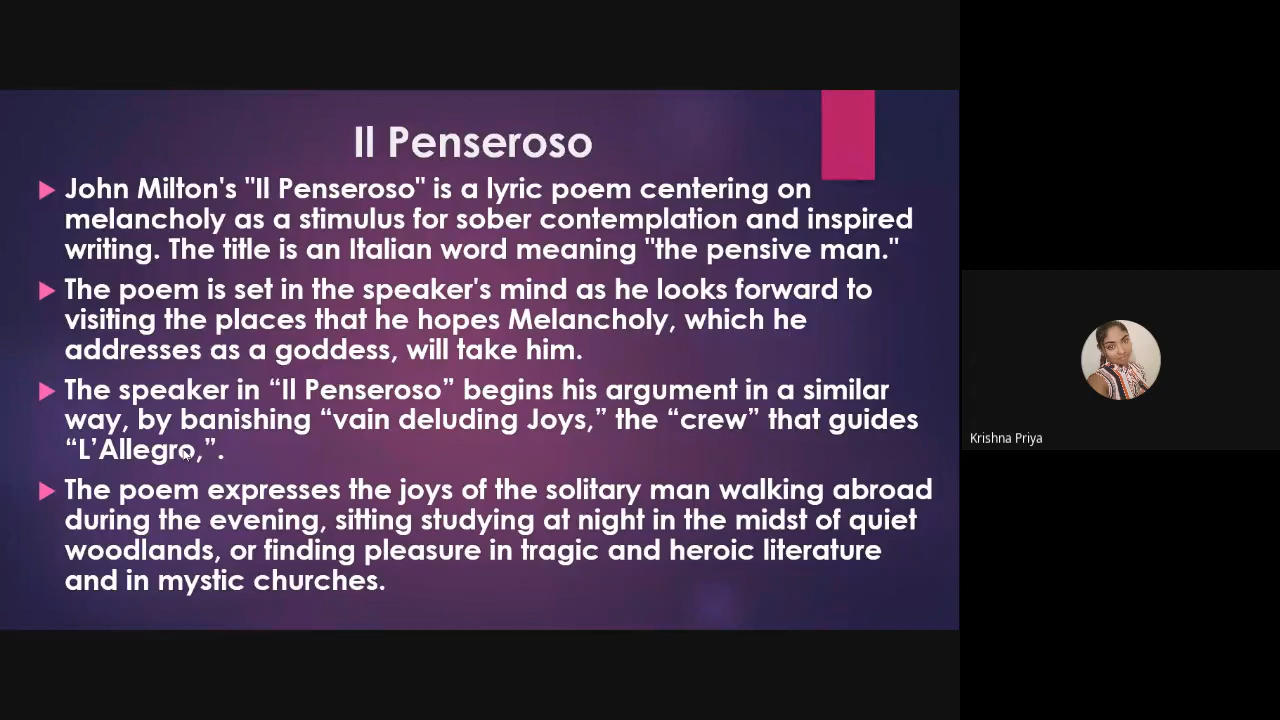 Il Penseroso
John Milton's "Il Penseroso" is a lyric poem centering on
melancholy as a stimulus for sober contemplation and inspired
writing. The title is an Italian word meaning "the pensive man."
The poem is set in the speaker's mind as he looks forward to
visiting the places that he hopes Melancholy, which he
addresses as a goddess, will take him.
The speaker in “Il Penseroso” begins his argument in a similar
way, by banishing “vain deluding Joys,” the “crew” that guides
“L’Allegro,”.
The poem expresses the joys of the solitary man walking abroad
during the evening, sitting studying at night in the midst of quiet
woodlands, or finding pleasure in tragic and heroic literature
and in mystic churches.
Krishna Priya